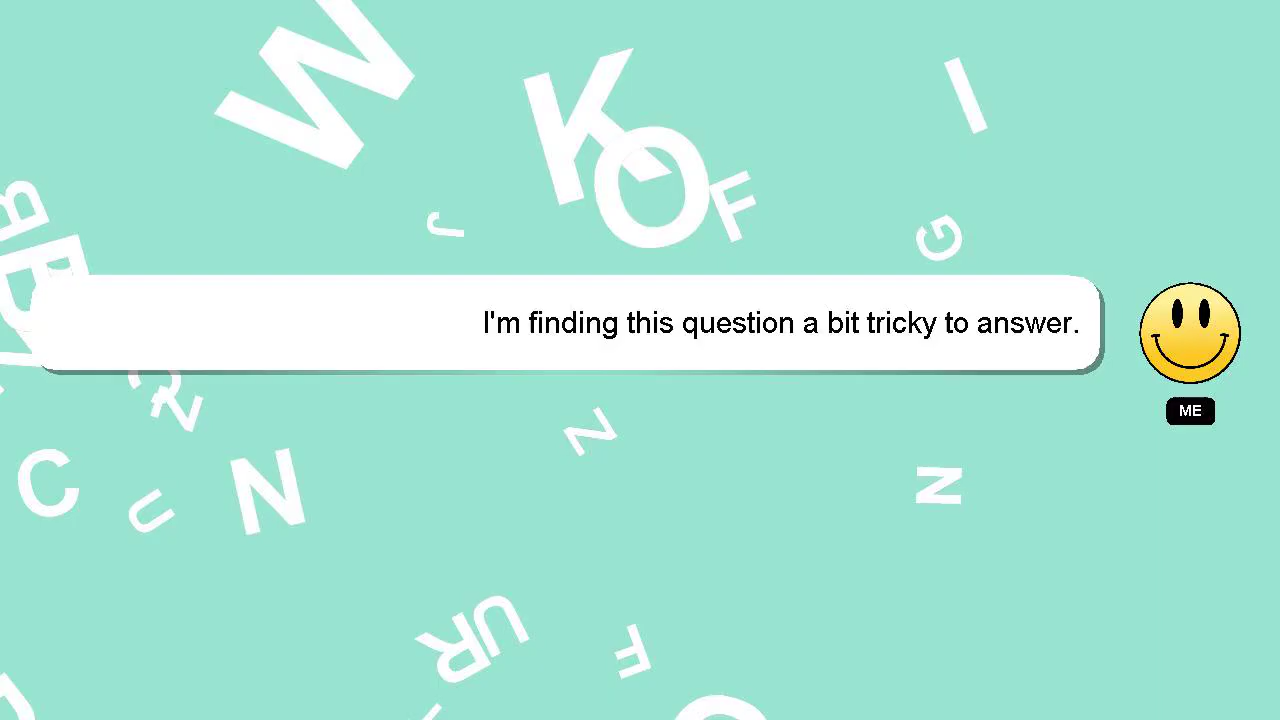 W
K
O
F
I
J
G
I'm finding this question a bit tricky to answer.
ME
Z
N
Z
C
U
N
U
R
F